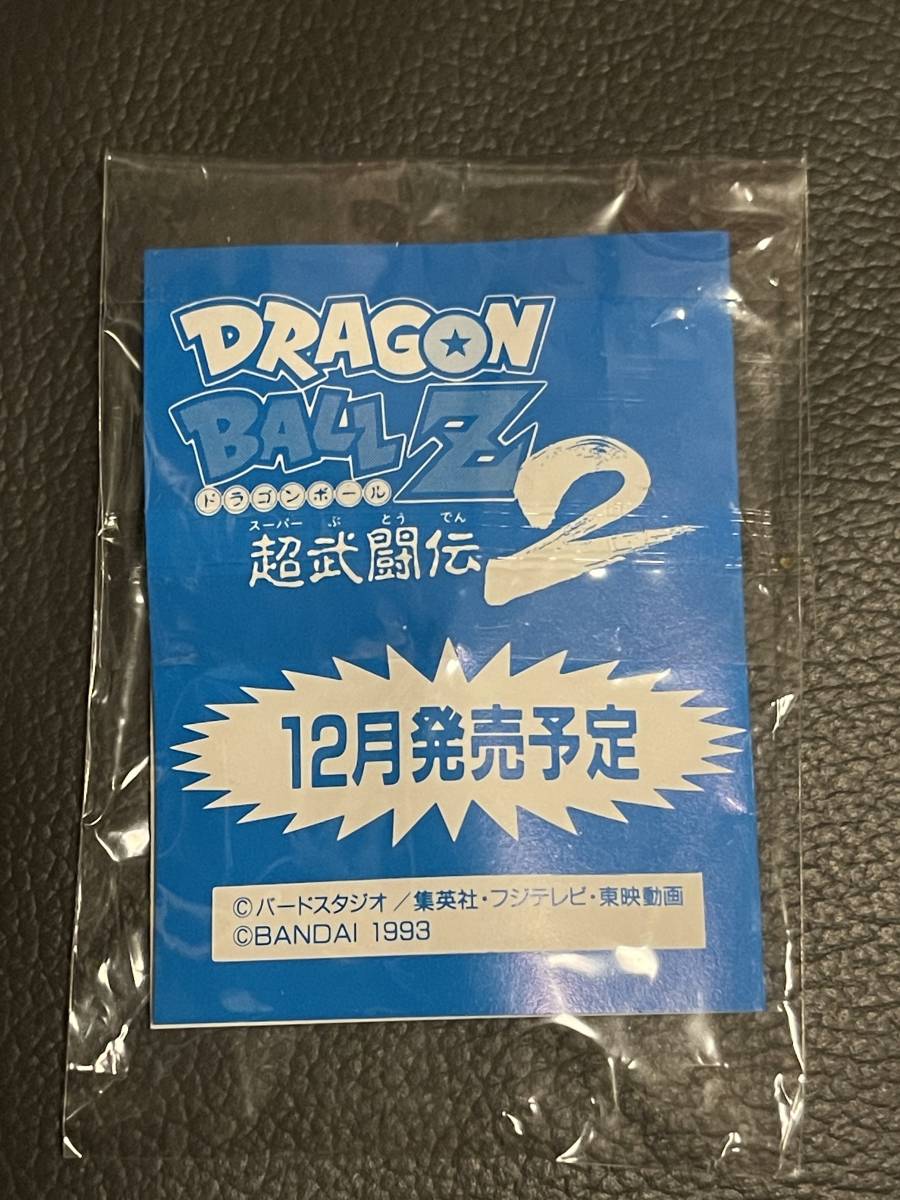 DRAGON
BALL Z
ドラゴンボール
スーパー ぶ とう でん
超武闘伝2
12月発売予定
©バードスタジオ/集英社・フジテレビ・東映動画
©BANDAI 1993